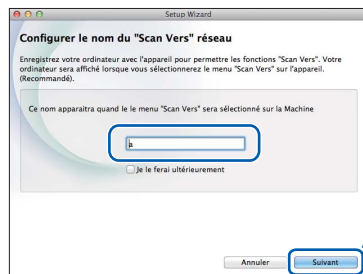 Setup Wizard
Configurer le nom du "Scan Vers" réseau
Enregistrez votre ordinateur avec l'appareil pour permettre les fonctions "Scan Vers". Votre
ordinateur sera affiché lorsque vous sélectionnerez le menu "Scan Vers" sur l'appareil.
(Recommandé).
Ce nom apparaitra quand le le menu "Scan Vers" sera sélectionné sur la Machine
a
Je le ferai ultérieurement
Annuler
Suivant